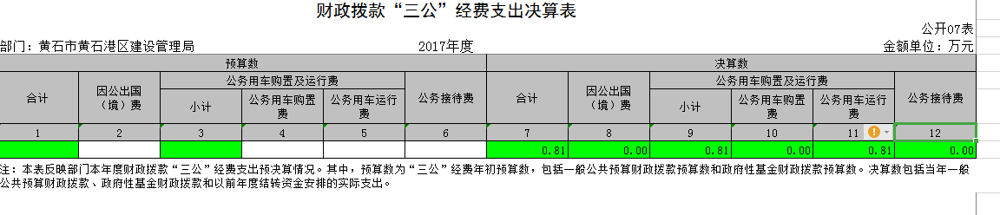 财政拨款“三公”经费支出决算表
公开07表
部门：黄石市黄石港区建设管理局 2017年度 金额单位：万元
预算数 决算数
合计 因公出国（境）费 公务用车购置及运行费 公务接待费 合计 因公出国（境）费 公务用车购置及运行费 公务接待费
小计 公务用车购置费 公务用车运行费 小计 公务用车购置费 公务用车运行费
1 2 3 4 5 6 7 8 9 10 11 12
0.81 0.00 0.81 0.00 0.81 0.00
注：本表反映部门本年度财政拨款“三公”经费支出预决算情况。其中，预算数为“三公”经费年初预算数，包括一般公共预算财政拨款预算数和政府性基金财政拨款预算数。决算数包括当年一般
公共预算财政拨款、政府性基金财政拨款和以前年度结转资金安排的实际支出。